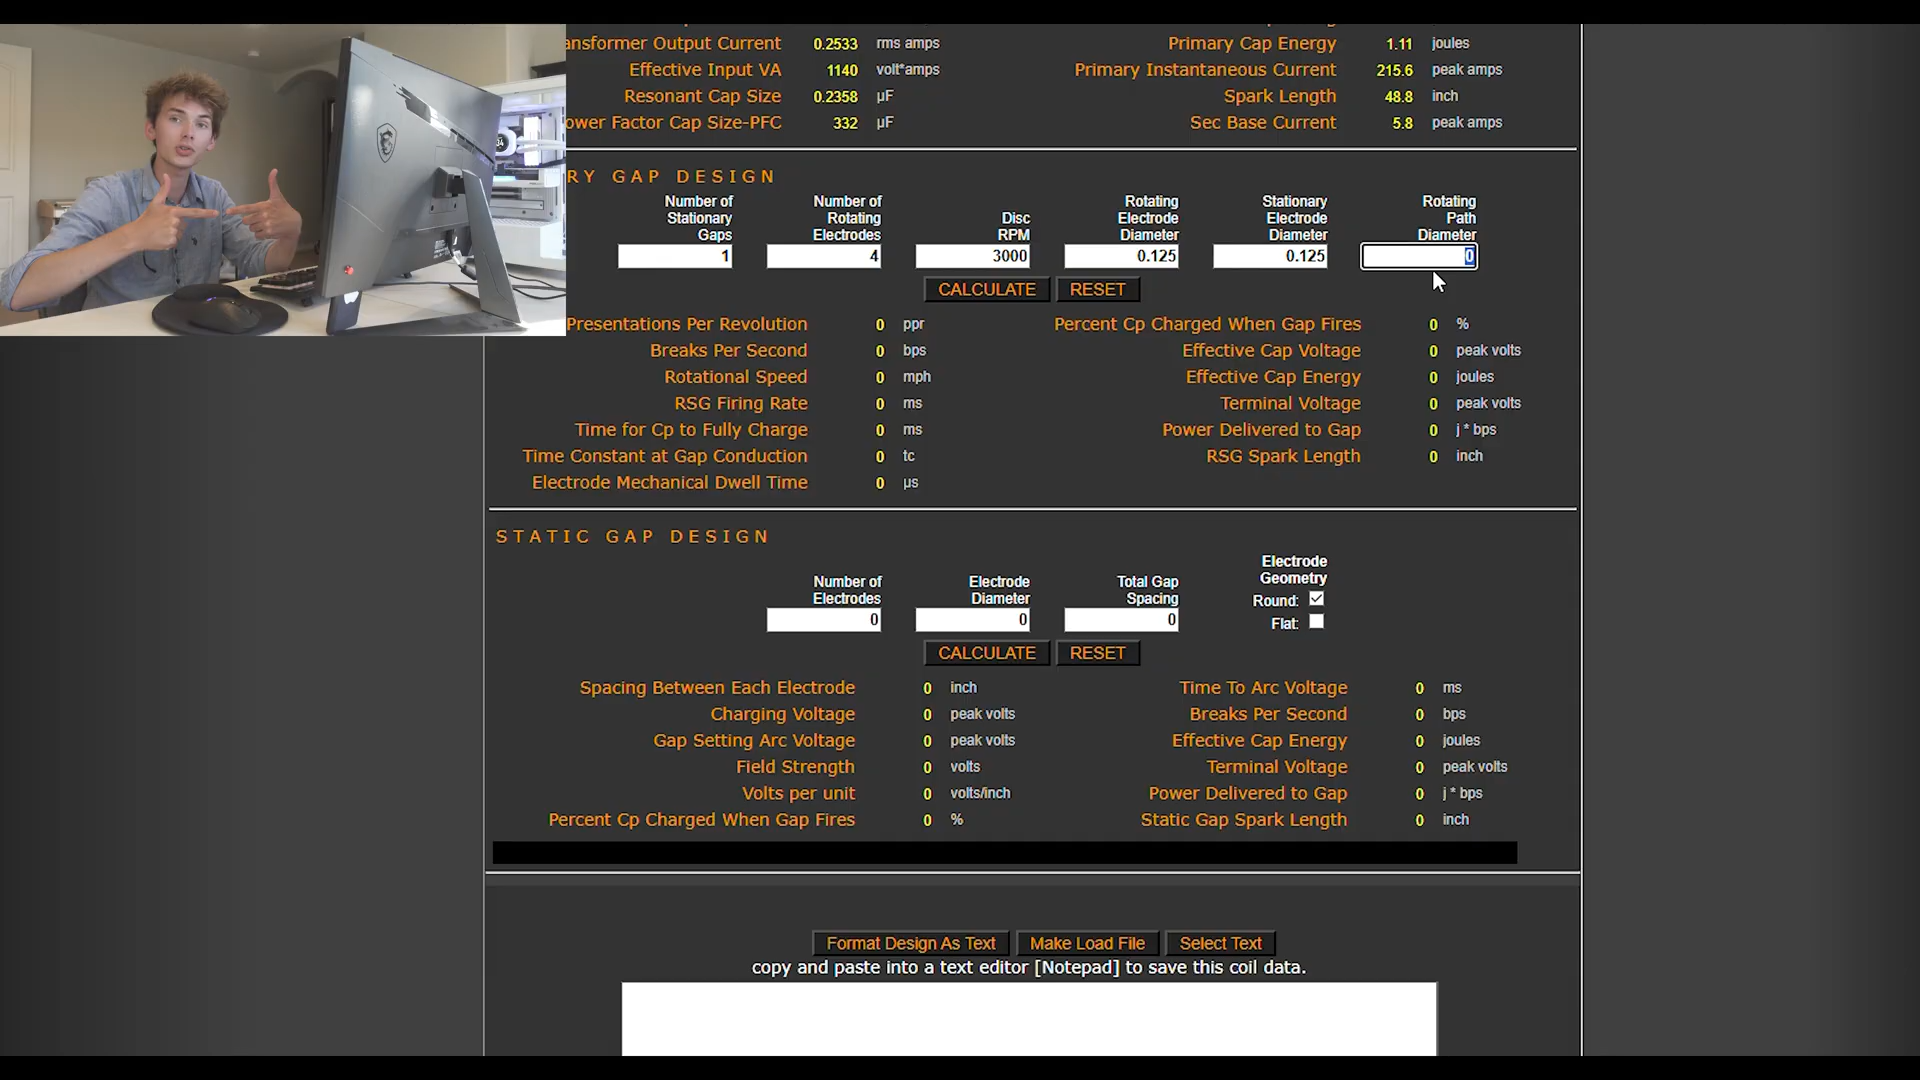 ansformer Output Current 0.2533 rms amps Primary Cap Energy 1.11 joules
Effective Input VA 1140 volt*amps Primary Instantaneous Current 215.6 peak amps
Resonant Cap Size 0.2358 µF Spark Length 48.8 inch
ower Factor Cap Size-PFC 332 µF Sec Base Current 5.8 peak amps
RY GAP DESIGN
Number of Stationary Gaps
1
Number of Rotating Electrodes
4
Disc RPM
3000
Rotating Electrode Diameter
0.125
Stationary Electrode Diameter
0.125
Rotating Path Diameter
0
CALCULATE RESET
Presentations Per Revolution 0 ppr Percent Cp Charged When Gap Fires 0 %
Breaks Per Second 0 bps Effective Cap Voltage 0 peak volts
Rotational Speed 0 mph Effective Cap Energy 0 joules
RSG Firing Rate 0 ms Terminal Voltage 0 peak volts
Time for Cp to Fully Charge 0 ms Power Delivered to Gap 0 j * bps
Time Constant at Gap Conduction 0 tc RSG Spark Length 0 inch
Electrode Mechanical Dwell Time 0 µs
STATIC GAP DESIGN
Number of Electrodes
0
Electrode Diameter
0
Total Gap Spacing
0
Electrode Geometry
Round:
Flat:
CALCULATE RESET
Spacing Between Each Electrode 0 inch Time To Arc Voltage 0 ms
Charging Voltage 0 peak volts Breaks Per Second 0 bps
Gap Setting Arc Voltage 0 peak volts Effective Cap Energy 0 joules
Field Strength 0 volts Terminal Voltage 0 peak volts
Volts per unit 0 volts/inch Power Delivered to Gap 0 j * bps
Percent Cp Charged When Gap Fires 0 % Static Gap Spark Length 0 inch
Format Design As Text Make Load File Select Text
copy and paste into a text editor [Notepad] to save this coil data.